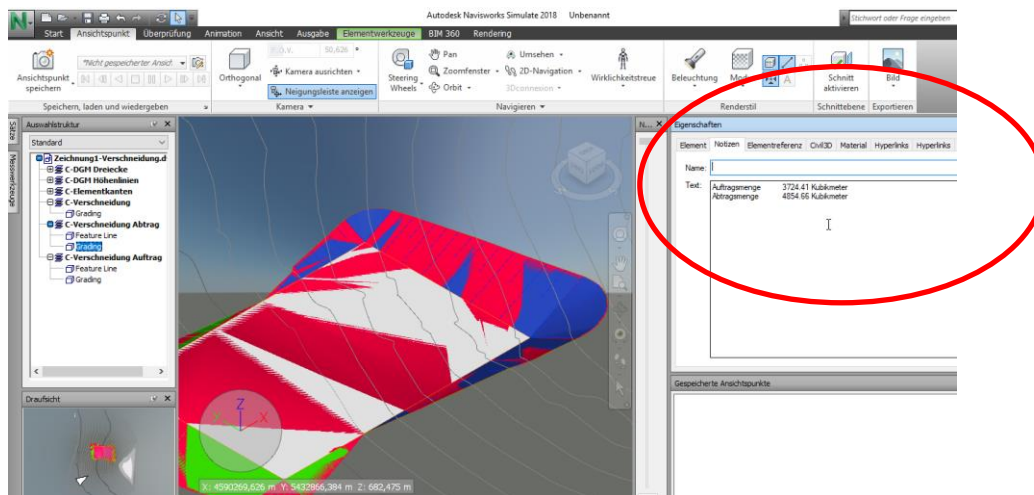 Autodesk Navisworks Simulate 2018 Unbenannt
Stichwort oder Frage eingeben
Start Ansichtspunkt Überprüfung Animation Ansicht Ausgabe Elementwerkzeuge BIM 360 Rendering
Ansichtspunkt speichern
*Nicht gespeicherter Ansicht.
Orthogonal
50,626 °
Kamera ausrichten
Neigungsleiste anzeigen
Steering Wheels
Pan
Zoomfenster
Orbit
Umsehen
2D-Navigation
3Dconnexion
Wirklichkeitstreue
Beleuchtung
Schnitt aktivieren
Bild
Speichern, laden und wiedergeben
Kamera
Navigieren
Renderstil
Schnittebene
Exportieren
Sätze
Messwerkzeuge
Auswahlstruktur
Standard
Zeichnung1-Verschneidung.d
C-DGM Dreiecke
C-DGM Höhenlinien
C-Elementkanten
C-Verschneidung
Grading
C-Verschneidung Abtrag
Feature Line
Grading
C-Verschneidung Auftrag
Feature Line
Grading
Draufsicht
Z
X
X: 4590269,626 m Y: 5432866,384 m Z: 682,475 m
N...
Eigenschaften
Element Notizen Elementreferenz Civil3D Material Hyperlinks Hyperlinks
Name:
Text:
Auftragsmenge 3724.41 Kubikmeter
Abtragsmenge 4854.66 Kubikmeter
Gespeicherte Ansichtspunkte